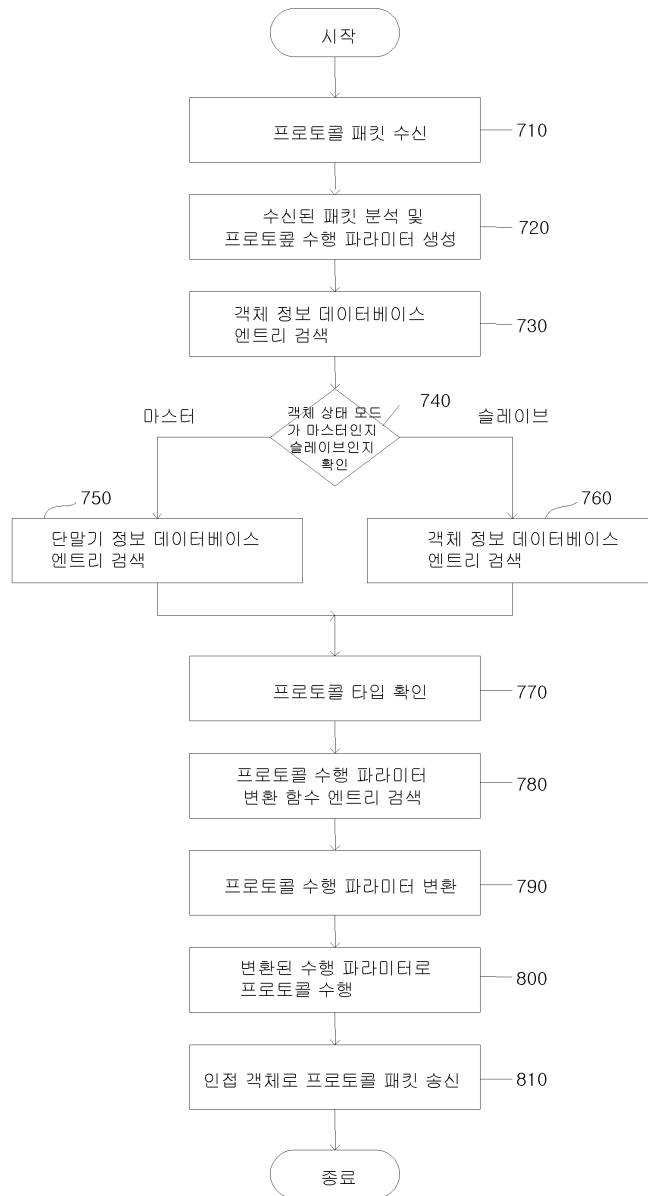 시작
프로토콜 패킷 수신
710
수신된 패킷 분석 및
프로토콮 수행 파라미터 생성
720
객체 정보 데이터베이스
엔트리 검색
730
객체 상태 모드
가 마스터인지
슬레이브인지
확인
740
마스터
슬레이브
750
단말기 정보 데이터베이스
엔트리 검색
760
객체 정보 데이터베이스
엔트리 검색
프로토콜 타입 확인
770
프로토콜 수행 파라미터
변환 함수 엔트리 검색
780
프로토콜 수행 파라미터 변환
790
변환된 수행 파라미터로
프로토콜 수행
800
인접 객체로 프로토콜 패킷 송신
810
종료